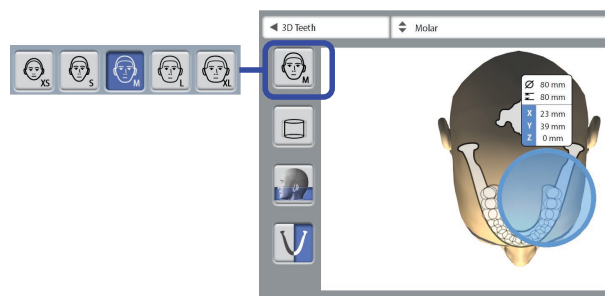 3D Teeth
Molar
XS
S
M
L
XL
M
Ø 80 mm
80 mm
X 23 mm
Y 39 mm
Z 0 mm